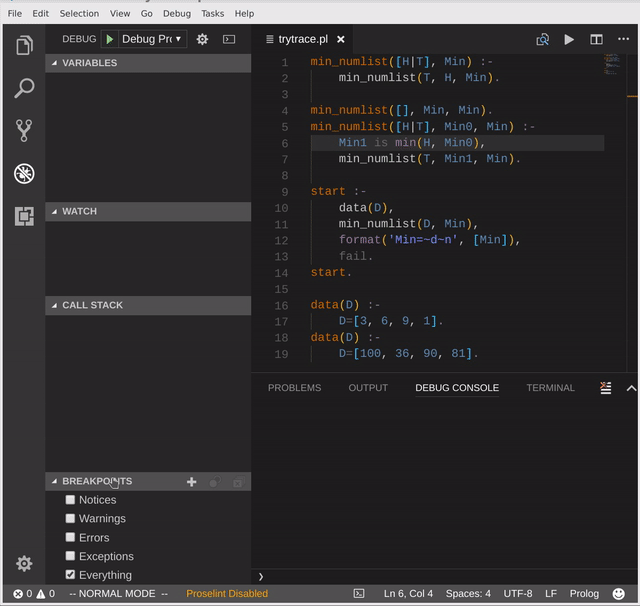 File Edit Selection View Go Debug Tasks Help
DEBUG Debug Pr
trytrace.pl
VARIABLES
WATCH
CALL STACK
BREAKPOINTS
Notices
Warnings
Errors
Exceptions
Everything
1 min_numlist([H|T], Min) :-
2 min_numlist(T, H, Min).
3
4 min_numlist([], Min, Min).
5 min_numlist([H|T], Min0, Min) :-
6 Min1 is min(H, Min0),
7 min_numlist(T, Min1, Min).
8
9 start :-
10 data(D),
11 min_numlist(D, Min),
12 format('Min=~d~n', [Min]),
13 fail.
14 start.
15
16 data(D) :-
17 D=[3, 6, 9, 1].
18 data(D) :-
19 D=[100, 36, 90, 81].
PROBLEMS OUTPUT DEBUG CONSOLE TERMINAL
❯
0 0 -- NORMAL MODE -- Proselint Disabled Ln 6, Col 4 Spaces: 4 UTF-8 LF Prolog